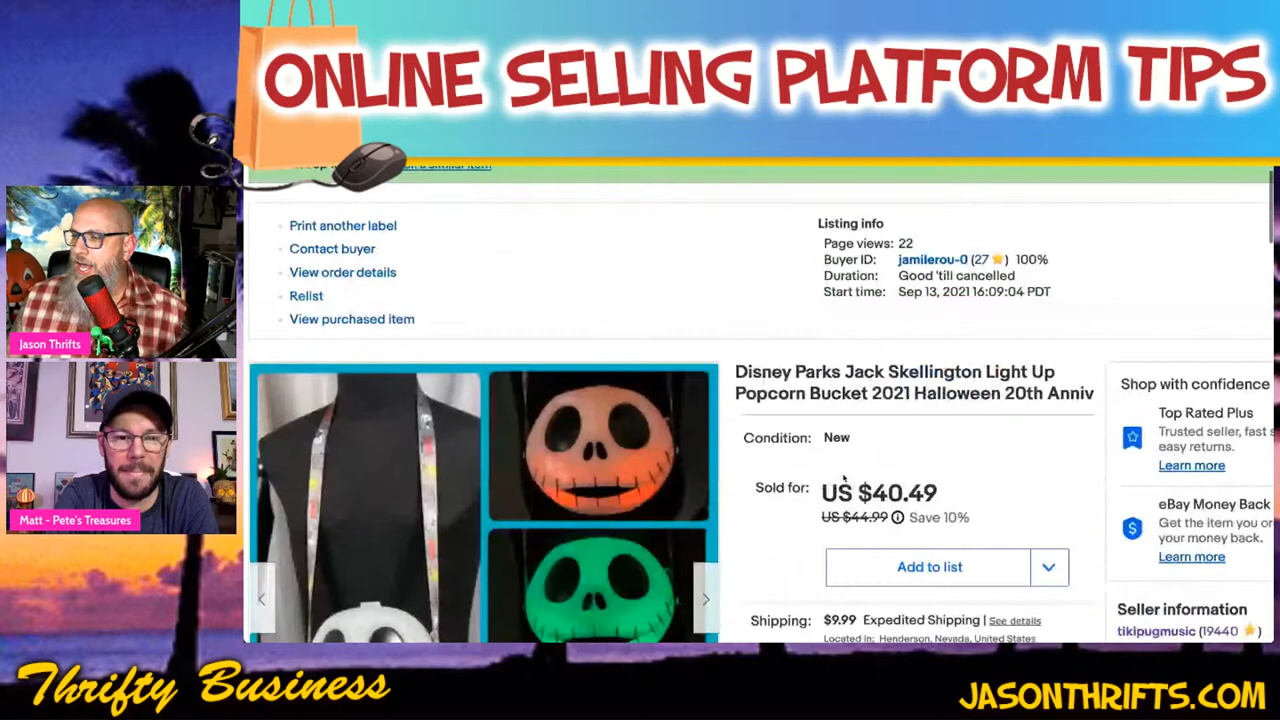 ONLINE SELLING PLATFORM TIPS
Print another label
Contact buyer
View order details
Relist
View purchased item
Listing info
Page views: 22
Buyer ID: jamilerou-0 (27 ) 100%
Duration: Good 'till cancelled
Start time: Sep 13, 2021 16:09:04 PDT
Jason Thrifts
Matt - Pete's Treasures
Disney Parks Jack Skellington Light Up
Popcorn Bucket 2021 Halloween 20th Anniv
Condition: New
Sold for: US $40.49
US $44.99 Save 10%
Add to list
Shipping: $9.99 Expedited Shipping | See details
Located in: Henderson, Nevada, United States
Shop with confidence
Top Rated Plus
Trusted seller, fast s
easy returns.
Learn more
eBay Money Back
Get the item you or
your money back.
Learn more
Seller information
tikipugmusic (19440 )
Thrifty Business
JASONTHRIFTS.COM